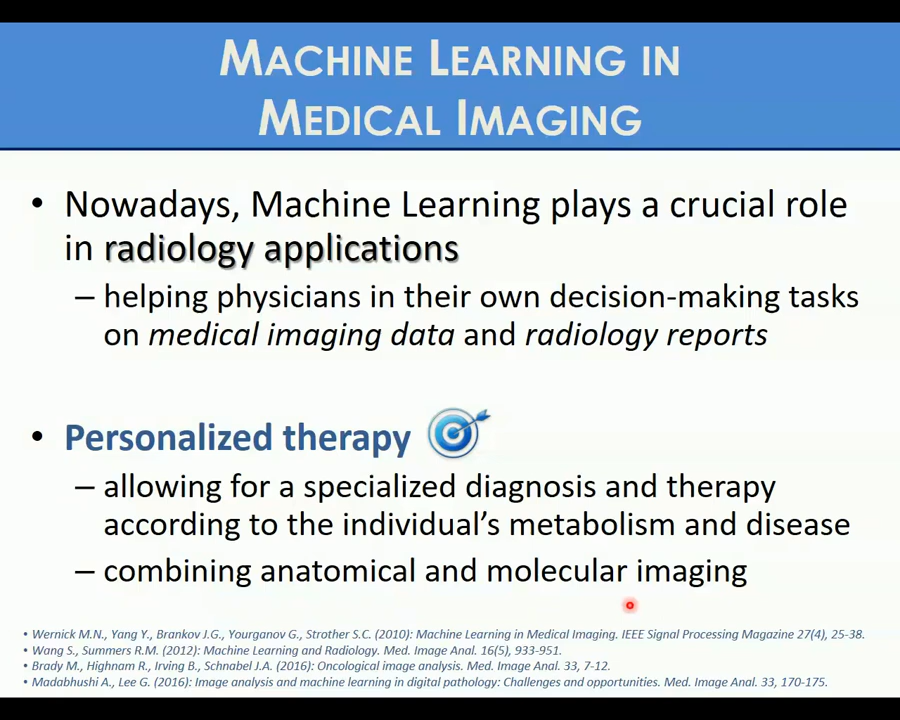 MACHINE LEARNING IN
MEDICAL IMAGING
• Nowadays, Machine Learning plays a crucial role
in radiology applications
– helping physicians in their own decision-making tasks
on medical imaging data and radiology reports
• Personalized therapy
– allowing for a specialized diagnosis and therapy
according to the individual's metabolism and disease
– combining anatomical and molecular imaging
• Wernick M.N., Yang Y., Brankov J.G., Yourganov G., Strother S.C. (2010): Machine Learning in Medical Imaging. IEEE Signal Processing Magazine 27(4), 25-38.
• Wang S., Summers R.M. (2012): Machine Learning and Radiology. Med. Image Anal. 16(5), 933-951.
• Brady M., Highnam R., Irving B., Schnabel J.A. (2016): Oncological image analysis. Med. Image Anal. 33, 7-12.
• Madabhushi A., Lee G. (2016): Image analysis and machine learning in digital pathology: Challenges and opportunities. Med. Image Anal. 33, 170-175.